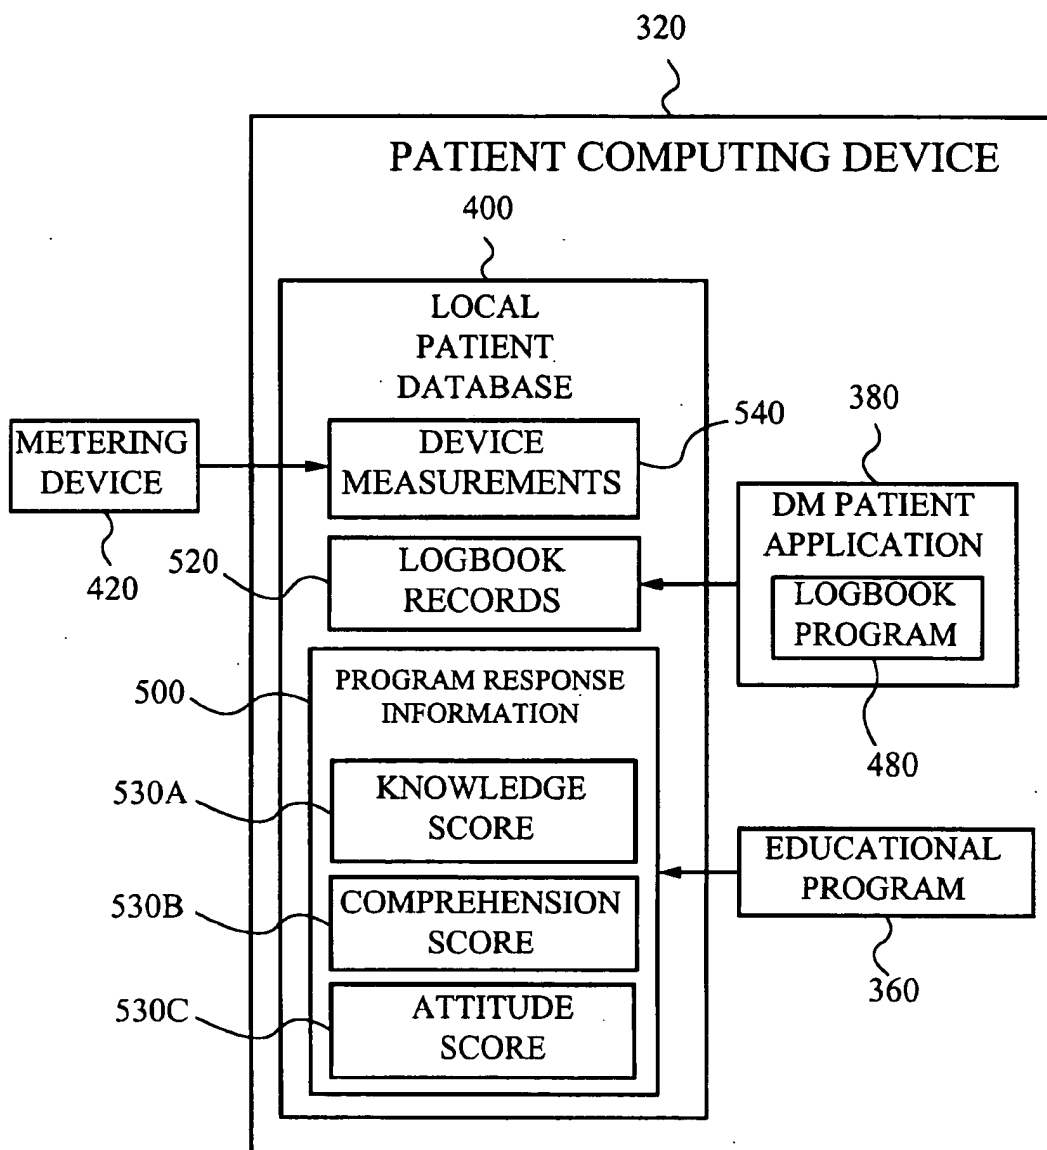 320
PATIENT COMPUTING DEVICE
400
LOCAL
PATIENT
DATABASE
380
540
METERING
DEVICE
DEVICE
MEASUREMENTS
DM PATIENT
APPLICATION
520
420
LOGBOOK
RECORDS
LOGBOOK
PROGRAM
500
PROGRAM RESPONSE
INFORMATION
480
530A
KNOWLEDGE
SCORE
EDUCATIONAL
PROGRAM
530B
COMPREHENSION
SCORE
360
530C
ATTITUDE
SCORE